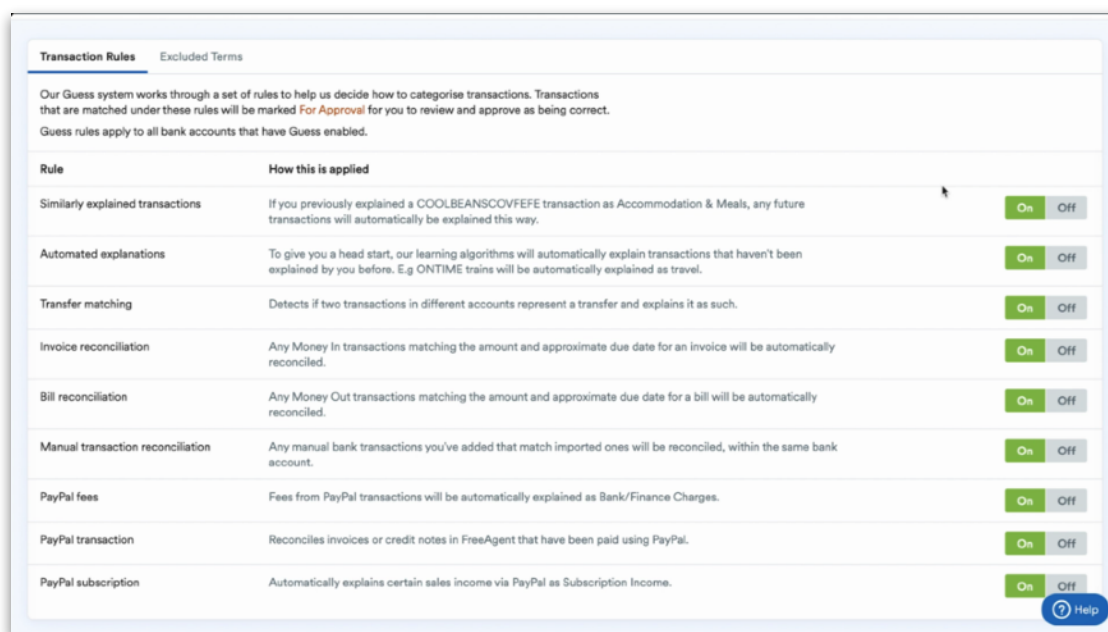 Transaction Rules Excluded Terms
Our Guess system works through a set of rules to help us decide how to categorise transactions. Transactions
that are matched under these rules will be marked For Approval for you to review and approve as being correct.
Guess rules apply to all bank accounts that have Guess enabled.
Rule How this is applied
Similarly explained transactions If you previously explained a COOLBEANSCOVFEFE transaction as Accommodation & Meals, any future On Off
transactions will automatically be explained this way.
Automated explanations To give you a head start, our learning algorithms will automatically explain transactions that haven't been On Off
explained by you before. E.g ONTIME trains will be automatically explained as travel.
Transfer matching Detects if two transactions in different accounts represent a transfer and explains it as such. On Off
Invoice reconciliation Any Money In transactions matching the amount and approximate due date for an invoice will be automatically On Off
reconciled.
Bill reconciliation Any Money Out transactions matching the amount and approximate due date for a bill will be automatically On Off
reconciled.
Manual transaction reconciliation Any manual bank transactions you've added that match imported ones will be reconciled, within the same bank On Off
account.
PayPal fees Fees from PayPal transactions will be automatically explained as Bank/Finance Charges. On Off
PayPal transaction Reconciles invoices or credit notes in FreeAgent that have been paid using PayPal. On Off
PayPal subscription Automatically explains certain sales income via PayPal as Subscription Income. On Off
? Help